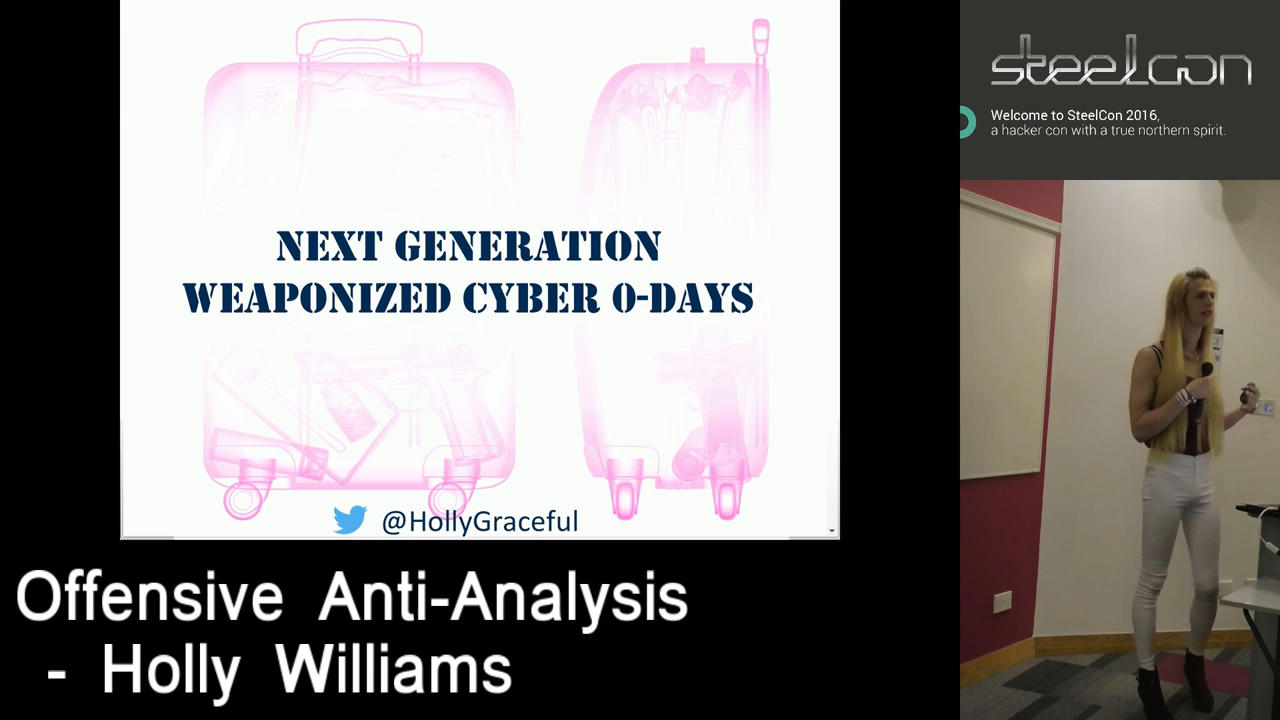 NEXT GENERATION
WEAPONIZED CYBER 0-DAYS
@HollyGraceful
Offensive Anti-Analysis
- Holly Williams
steelcon
Welcome to SteelCon 2016,
a hacker con with a true northern spirit.